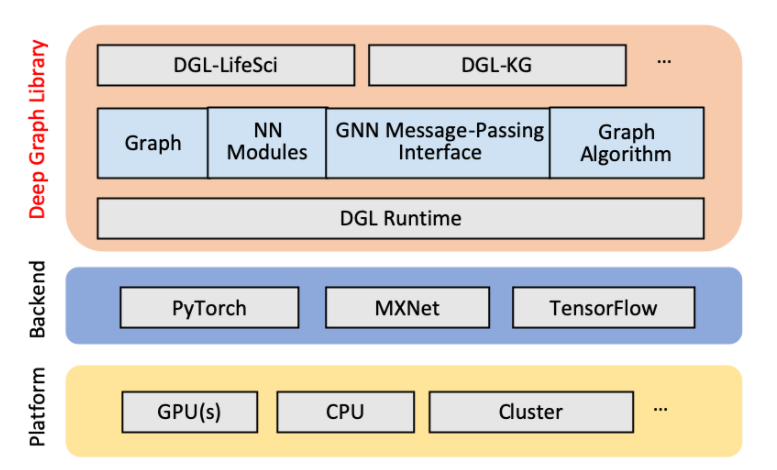 Deep Graph Library
DGL-LifeSci
DGL-KG
...
Graph
NN
Modules
GNN Message-Passing
Interface
Graph
Algorithm
DGL Runtime
Backend
PyTorch
MXNet
TensorFlow
Platform
GPU(s)
CPU
Cluster
...